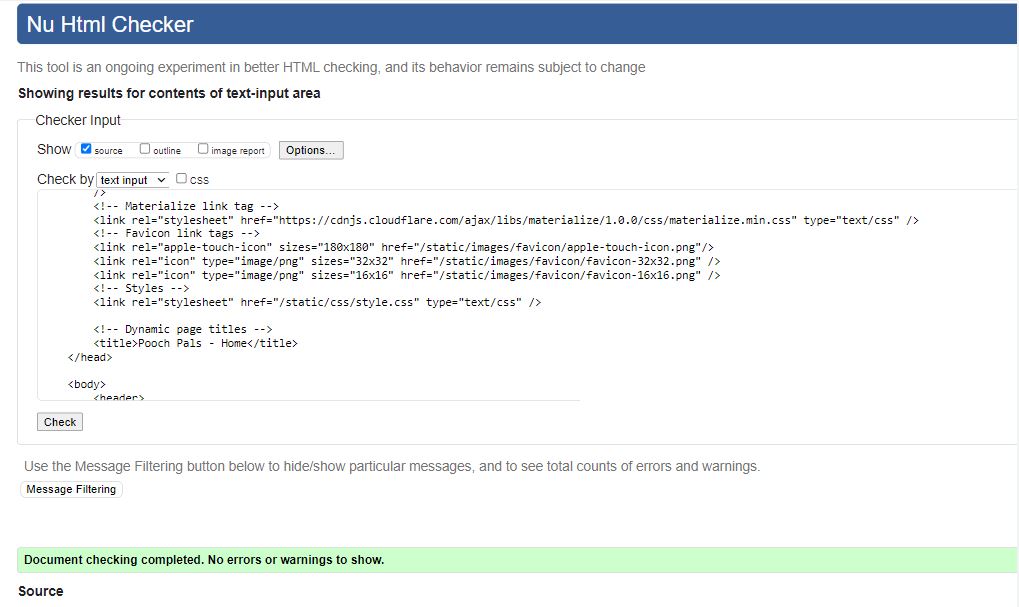 Nu Html Checker
This tool is an ongoing experiment in better HTML checking, and its behavior remains subject to change
Showing results for contents of text-input area
Checker Input
Show source outline image report Options...
Check by text input css
/>
<!-- Materialize link tag -->
<link rel="stylesheet" href="https://cdnjs.cloudflare.com/ajax/libs/materialize/1.0.0/css/materialize.min.css" type="text/css" />
<!-- Favicon link tags -->
<link rel="apple-touch-icon" sizes="180x180" href="/static/images/favicon/apple-touch-icon.png"/>
<link rel="icon" type="image/png" sizes="32x32" href="/static/images/favicon/favicon-32x32.png" />
<link rel="icon" type="image/png" sizes="16x16" href="/static/images/favicon/favicon-16x16.png" />
<!-- Styles -->
<link rel="stylesheet" href="/static/css/style.css" type="text/css" />
<!-- Dynamic page titles -->
<title>Pooch Pals - Home</title>
</head>
<body>
<header>
Check
Use the Message Filtering button below to hide/show particular messages, and to see total counts of errors and warnings.
Message Filtering
Document checking completed. No errors or warnings to show.
Source